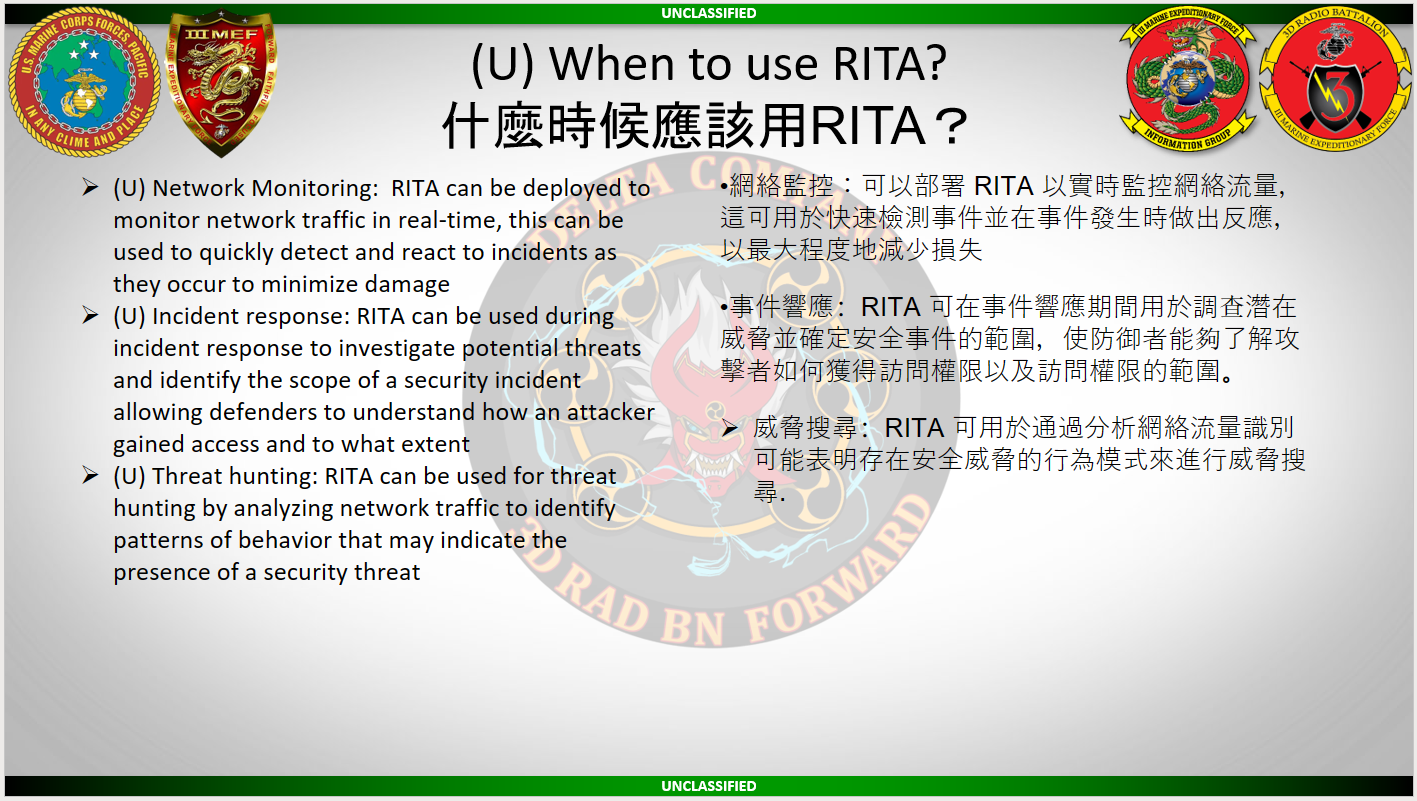 UNCLASSIFIED
U.S. MARINE CORPS FORCES PACIFIC
IN ANY CLIME AND PLACE
III MEF
MARINE EXPEDITIONARY
FORWARD FAITHFUL
(U) When to use RITA?
什麼時候應該用RITA？
III MARINE EXPEDITIONARY FORCE
INFORMATION GROUP
3D RADIO BATTALION
3
III MARINE EXPEDITIONARY FORCE
➢ (U) Network Monitoring:  RITA can be deployed to
monitor network traffic in real-time, this can be
used to quickly detect and react to incidents as
they occur to minimize damage
➢ (U) Incident response: RITA can be used during
incident response to investigate potential threats
and identify the scope of a security incident
allowing defenders to understand how an attacker
gained access and to what extent
➢ (U) Threat hunting: RITA can be used for threat
hunting by analyzing network traffic to identify
patterns of behavior that may indicate the
presence of a security threat
•網絡監控：可以部署 RITA 以實時監控網絡流量,
這可用於快速檢測事件並在事件發生時做出反應,
以最大程度地減少損失
•事件響應：RITA 可在事件響應期間用於調查潛在
威脅並確定安全事件的範圍，使防御者能夠了解攻
擊者如何獲得訪問權限以及訪問權限的範圍。
➢ 威脅搜尋：RITA 可用於通過分析網絡流量識別
可能表明存在安全威脅的行為模式來進行威脅搜
尋.
DELTA COMPANY
3D RAD BN FORWARD
UNCLASSIFIED